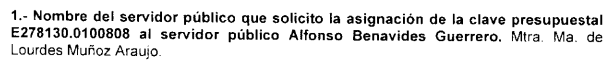 1.- Nombre del servidor público que solicito la asignación de la clave presupuestal
E278130.0100808 al servidor público Alfonso Benavides Guerrero. Mtra. Ma. de
Lourdes Muñoz Araujo.